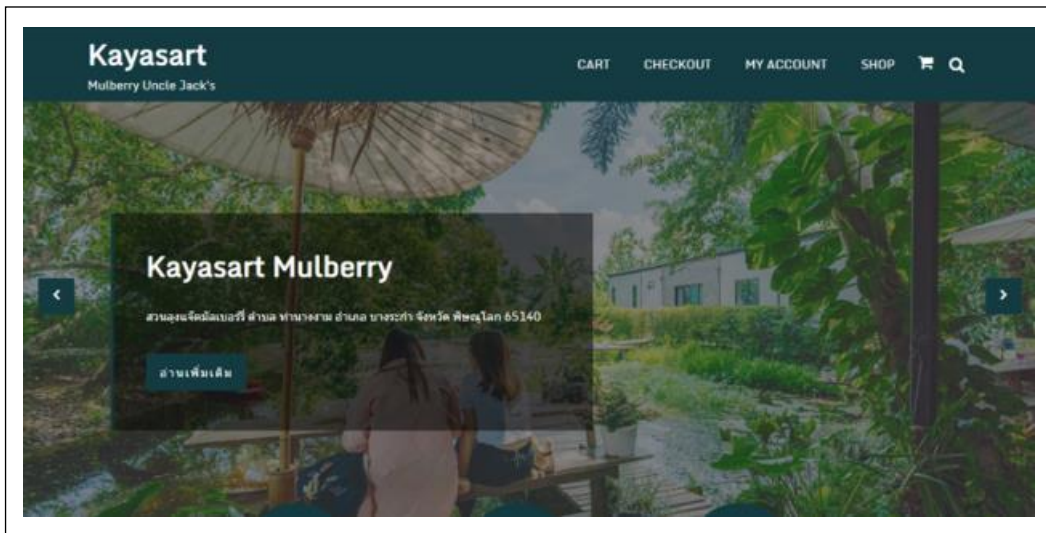 Kayasart
Mulberry Uncle Jack's
CART CHECKOUT MY ACCOUNT SHOP
Kayasart Mulberry
สวนลุงแจ็คมัลเบอร์รี่ ตำบล ท่านางงาม อำเภอ บางระกำ จังหวัด พิษณุโลก 65140
อ่านเพิ่มเติม